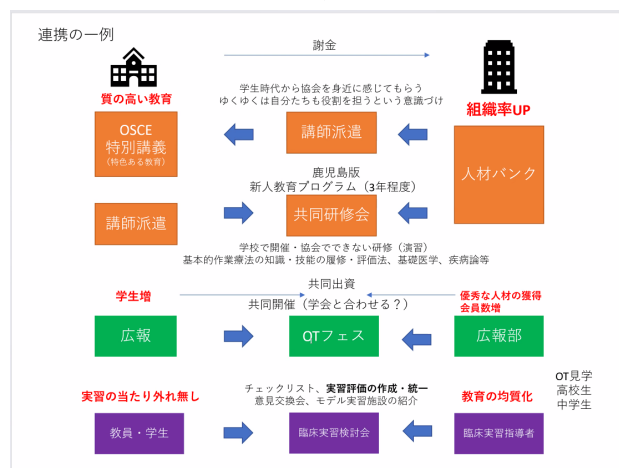 連携の一例
謝金
学生時代から協会を身近に感じてもらう
ゆくゆくは自分たちも役割を担うという意識づけ
質の高い教育
組織率UP
OSCE
特別講義
(特色ある教育)
講師派遣
人材バンク
鹿児島版
新人教育プログラム(3年程度)
講師派遣
共同研修会
学校で開催・協会でできない研修(演習)
基本的作業療法の知識・技能の履修・評価法、基礎医学、疾病論等
共同出資
学生増
共同開催(学会と合わせる?)
優秀な人材の獲得
会員数増
広報
OTフェス
広報部
OT見学
高校生
中学生
実習の当たり外れ無し
チェックリスト、実習評価の作成・統一
意見交換会、モデル実習施設の紹介
教育の均質化
教員・学生
臨床実習検討会
臨床実習指導者